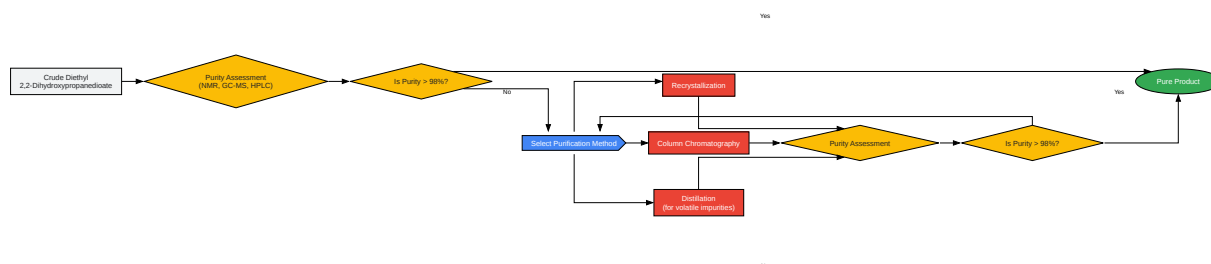 Yes
Crude Diethyl
2,2-Dihydroxypropanedioate
Purity Assessment
(NMR, GC-MS, HPLC)
Is Purity > 98%?
No
Recrystallization
Yes
Pure Product
Select Purification Method
Column Chromatography
Purity Assessment
Is Purity > 98%?
Distillation
(for volatile impurities)